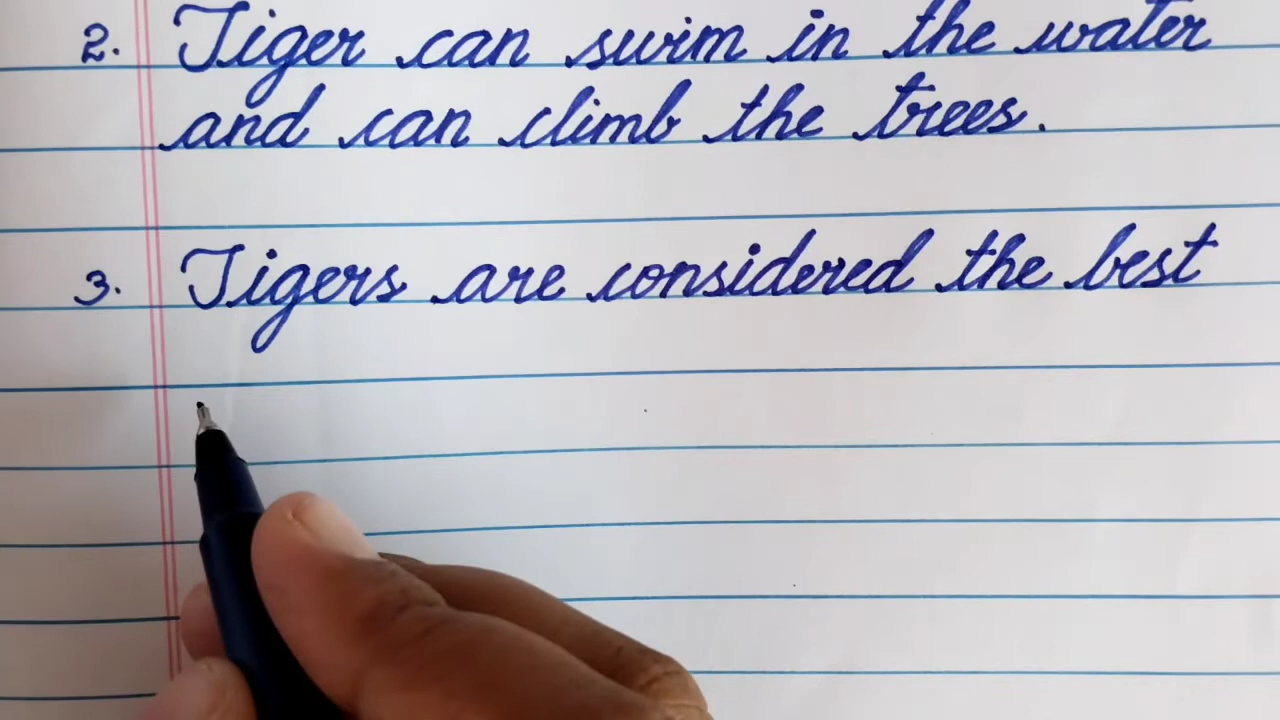 2. Tiger can swim in the water
and can climb the trees.
3. Tigers are considered the best